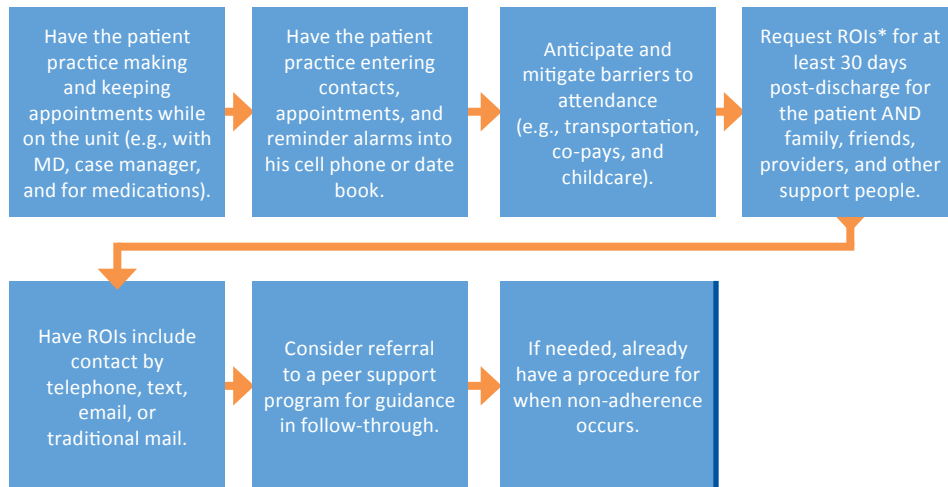 Have the patient
practice making
and keeping
appointments while
on the unit (e.g., with
MD, case manager,
and for medications).
Have the patient
practice entering
contacts,
appointments, and
reminder alarms into
his cell phone or date
book.
Anticipate and
mitigate barriers to
attendance
(e.g., transportation,
co-pays, and
childcare).
Request ROIs* for at
least 30 days
post-discharge for
the patient AND
family, friends,
providers, and other
support people.
Have ROIs include
contact by
telephone, text,
email, or
traditional mail.
Consider referral
to a peer support
program for guidance
in follow-through.
If needed, already
have a procedure for
when non-adherence
occurs.